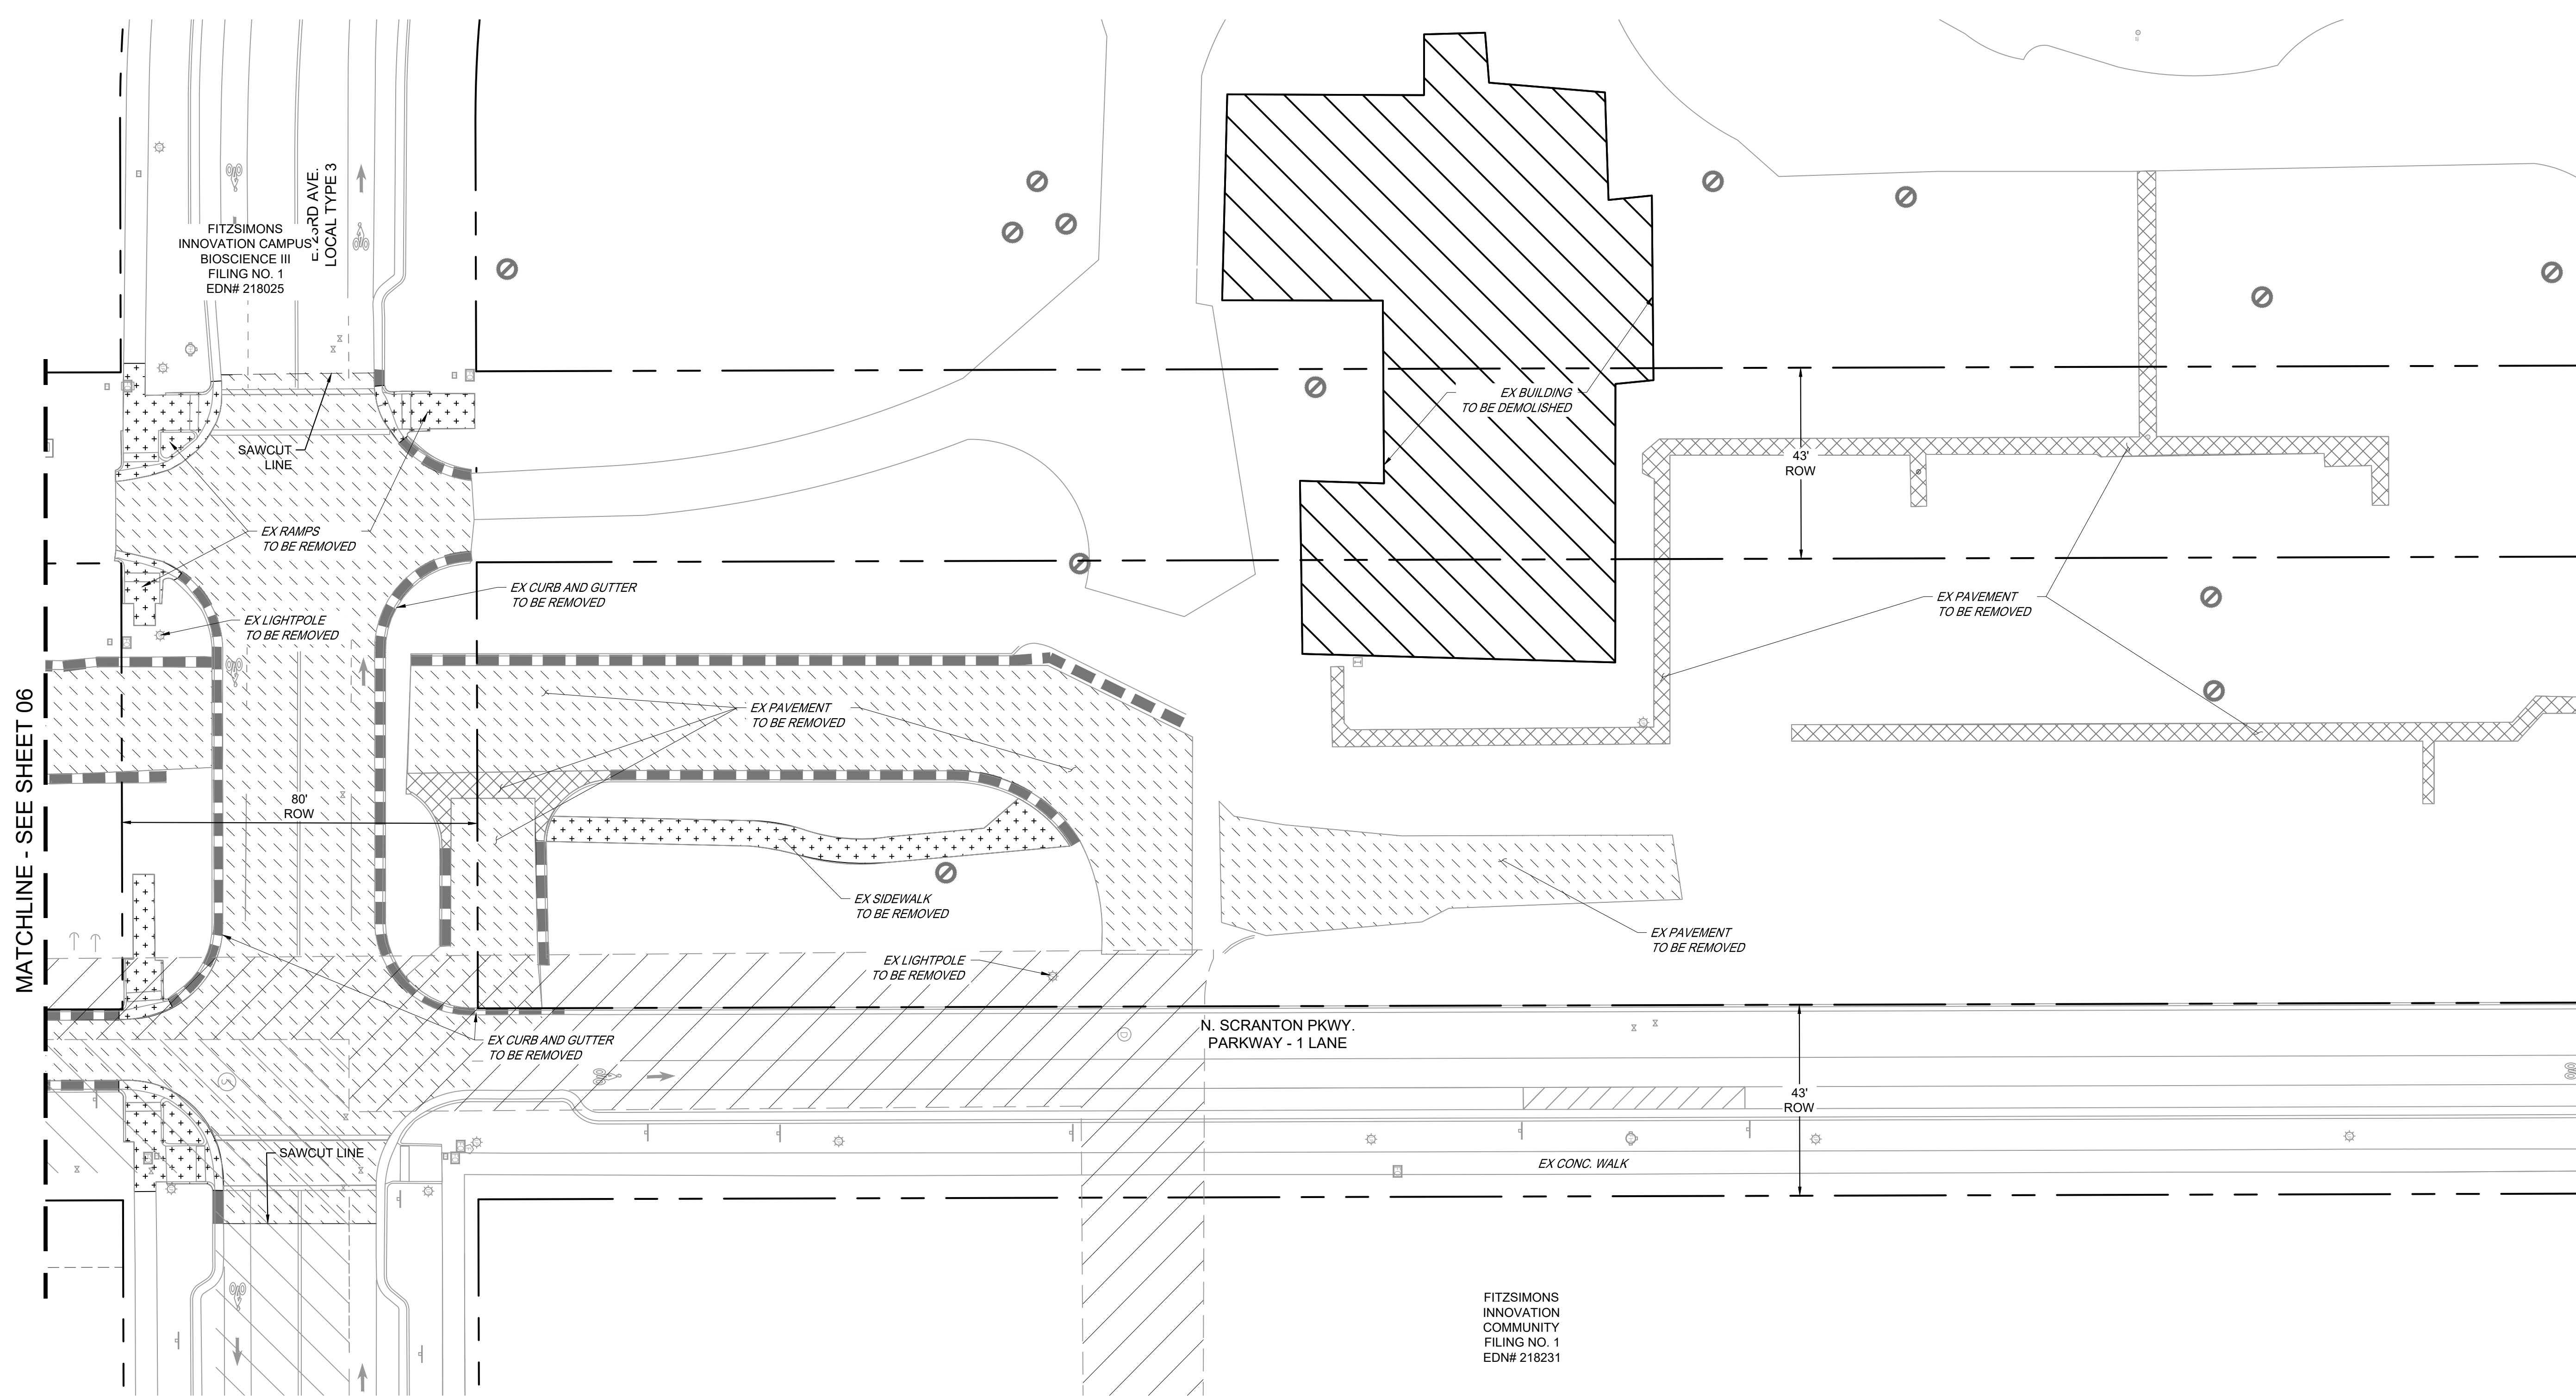 FITZSIMONS
INNOVATION CAMPUS
BIOSCIENCE III
FILING NO. 1
EDN# 218025
E. 23RD AVE.
LOCAL TYPE 3
SAWCUT
LINE
EX BUILDING
TO BE DEMOLISHED
43'
ROW
EX RAMPS
TO BE REMOVED
EX CURB AND GUTTER
TO BE REMOVED
EX LIGHTPOLE
TO BE REMOVED
EX PAVEMENT
TO BE REMOVED
EX PAVEMENT
TO BE REMOVED
MATCHLINE - SEE SHEET 06
80'
ROW
EX SIDEWALK
TO BE REMOVED
EX PAVEMENT
TO BE REMOVED
EX LIGHTPOLE
TO BE REMOVED
EX CURB AND GUTTER
TO BE REMOVED
N. SCRANTON PKWY.
PARKWAY - 1 LANE
43'
ROW
SAWCUT LINE
EX CONC. WALK
FITZSIMONS
INNOVATION
COMMUNITY
FILING NO. 1
EDN# 218231